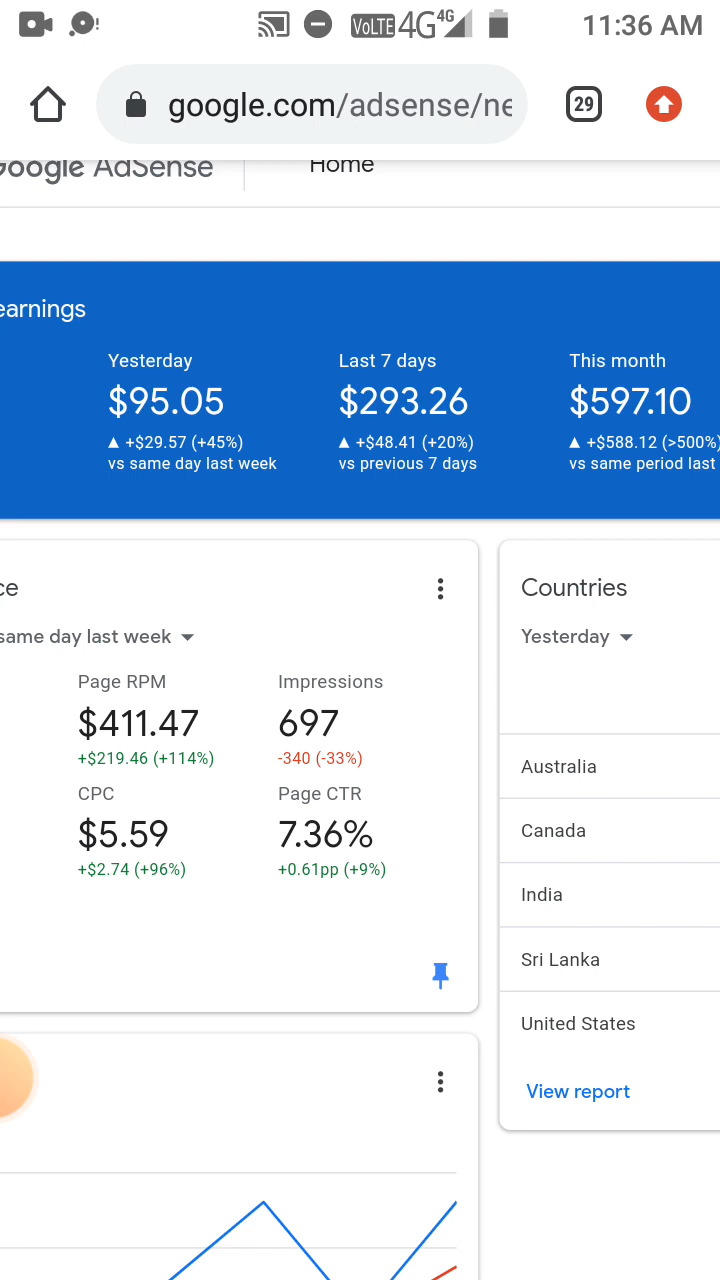 VoLTE 4G 4G 11:36 AM
google.com/adsense/ne 29
Google AdSense Home
earnings
Yesterday Last 7 days This month
$95.05 $293.26 $597.10
▲ +$29.57 (+45%) ▲ +$48.41 (+20%) ▲ +$588.12 (>500%)
vs same day last week vs previous 7 days vs same period last
ce
same day last week
Page RPM Impressions
$411.47 697
+$219.46 (+114%) -340 (-33%)
CPC Page CTR
$5.59 7.36%
+$2.74 (+96%) +0.61pp (+9%)
Countries
Yesterday
Australia
Canada
India
Sri Lanka
United States
View report